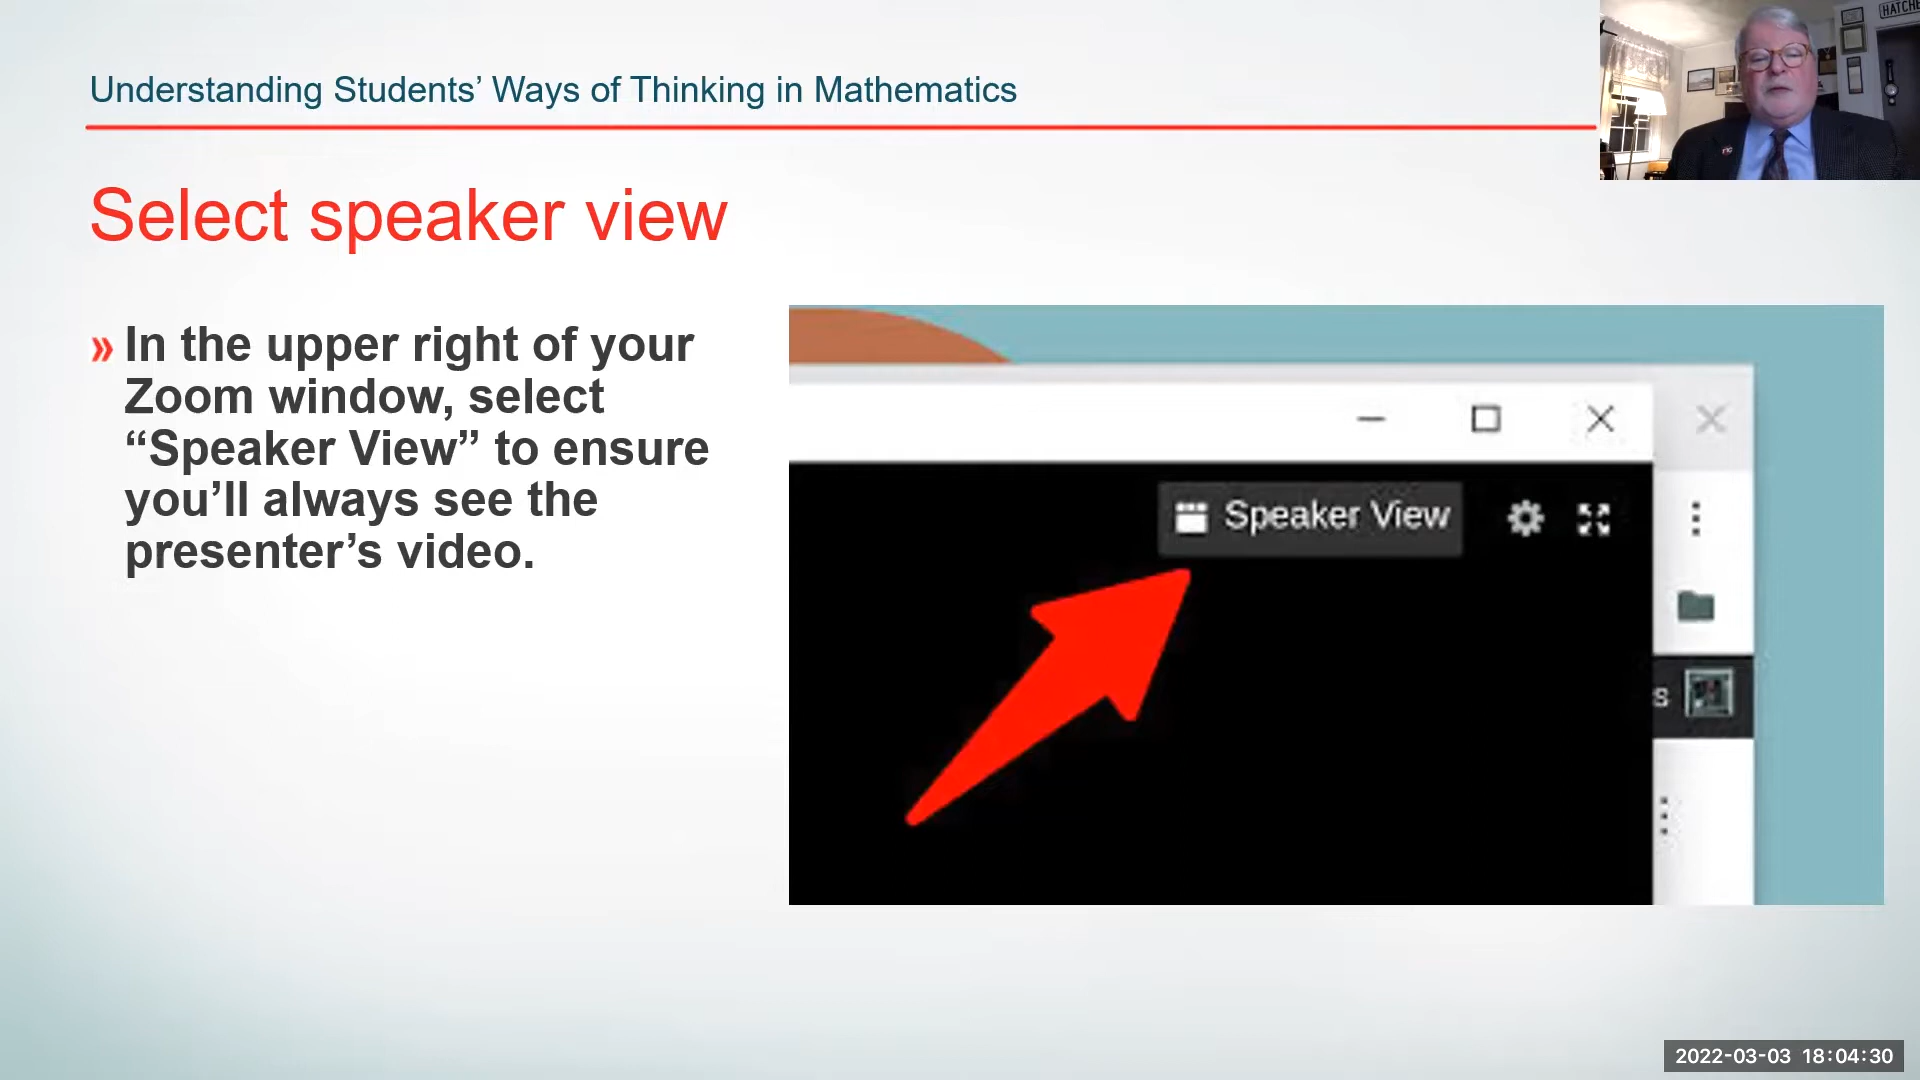 Understanding Students’ Ways of Thinking in Mathematics
Select speaker view
» In the upper right of your
Zoom window, select
“Speaker View” to ensure
you’ll always see the
presenter’s video.
Speaker View
s
2022-03-03 18:04:30